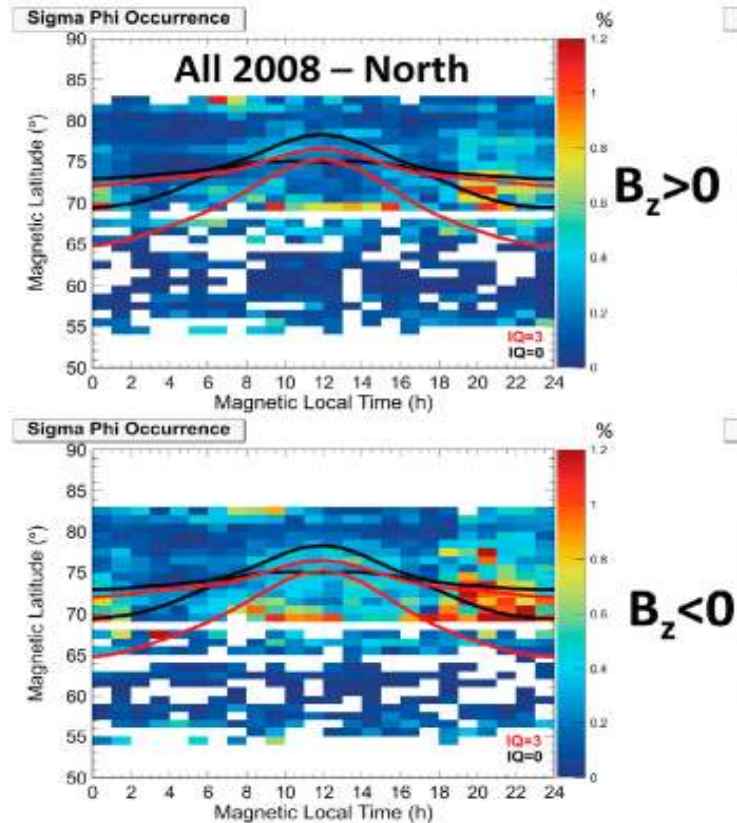 Sigma Phi Occurrence
%
90
85
80
75
70
65
60
55
50
Magnetic Latitude (°)
All 2008 – North
1.2
1
0.8
0.6
0.4
0.2
0
B_z>0
IQ=3
IQ=0
0 2 4 6 8 10 12 14 16 18 20 22 24
Magnetic Local Time (h)
Sigma Phi Occurrence
%
90
85
80
75
70
65
60
55
50
Magnetic Latitude (°)
1.2
1
0.8
0.6
0.4
0.2
0
B_z<0
IQ=3
IQ=0
0 2 4 6 8 10 12 14 16 18 20 22 24
Magnetic Local Time (h)